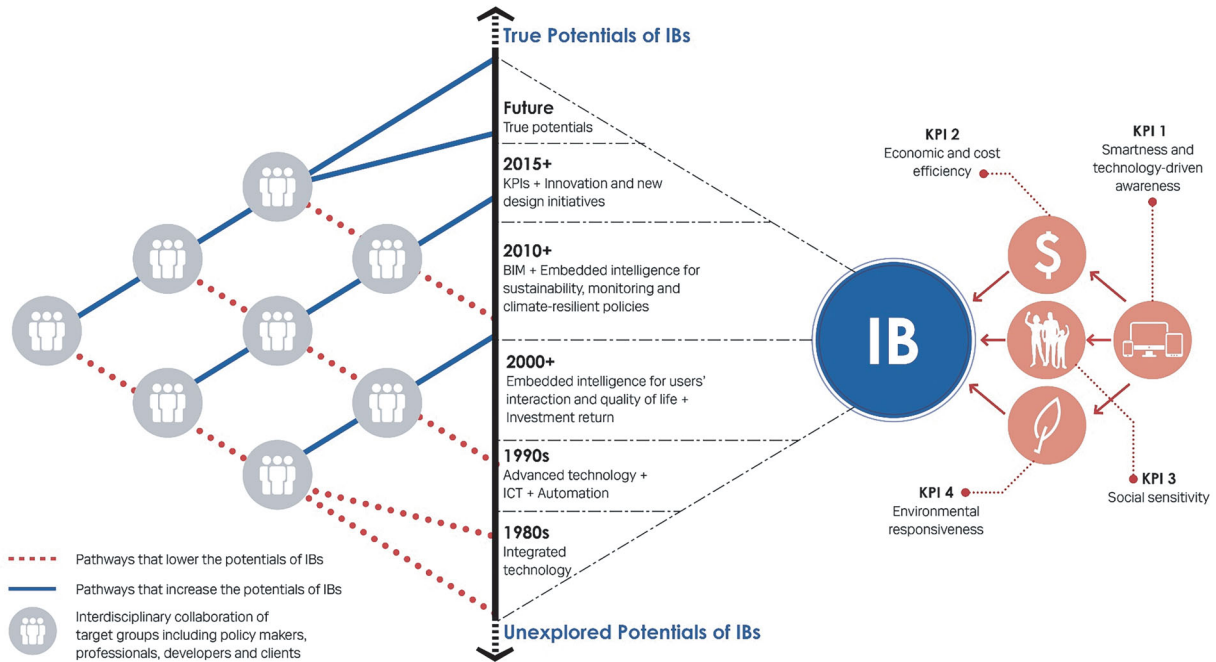 True Potentials of IBs
Future
True potentials
2015+
KPIs + Innovation and new
design initiatives
2010+
BIM + Embedded intelligence for
sustainability, monitoring and
climate-resilient policies
2000+
Embedded intelligence for users'
interaction and quality of life +
Investment return
1990s
Advanced technology +
ICT + Automation
1980s
Integrated
technology
Unexplored Potentials of IBs
IB
KPI 2
Economic and cost
efficiency
KPI 1
Smartness and
technology-driven
awareness
$
KPI 4
Environmental
responsiveness
KPI 3
Social sensitivity
Pathways that lower the potentials of IBs
Pathways that increase the potentials of IBs
Interdisciplinary collaboration of
target groups including policy makers,
professionals, developers and clients